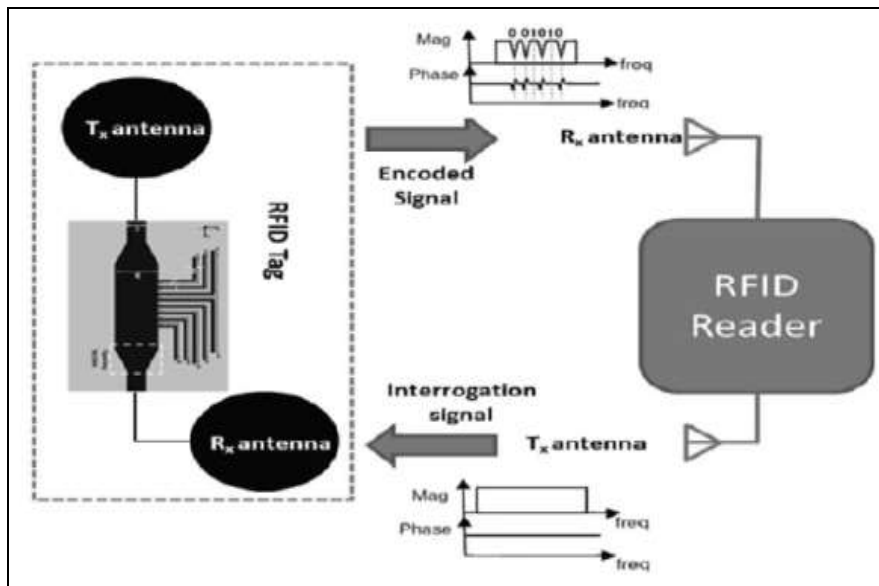 Mag
0 01010
froq
Phase
freq
Tx antenna
Rx antenna
Encoded
Signal
RFID Tag
RFID
Reader
Interrogation
signal
Rx antenna
Tx antenna
Mag
freq
Phase
freq